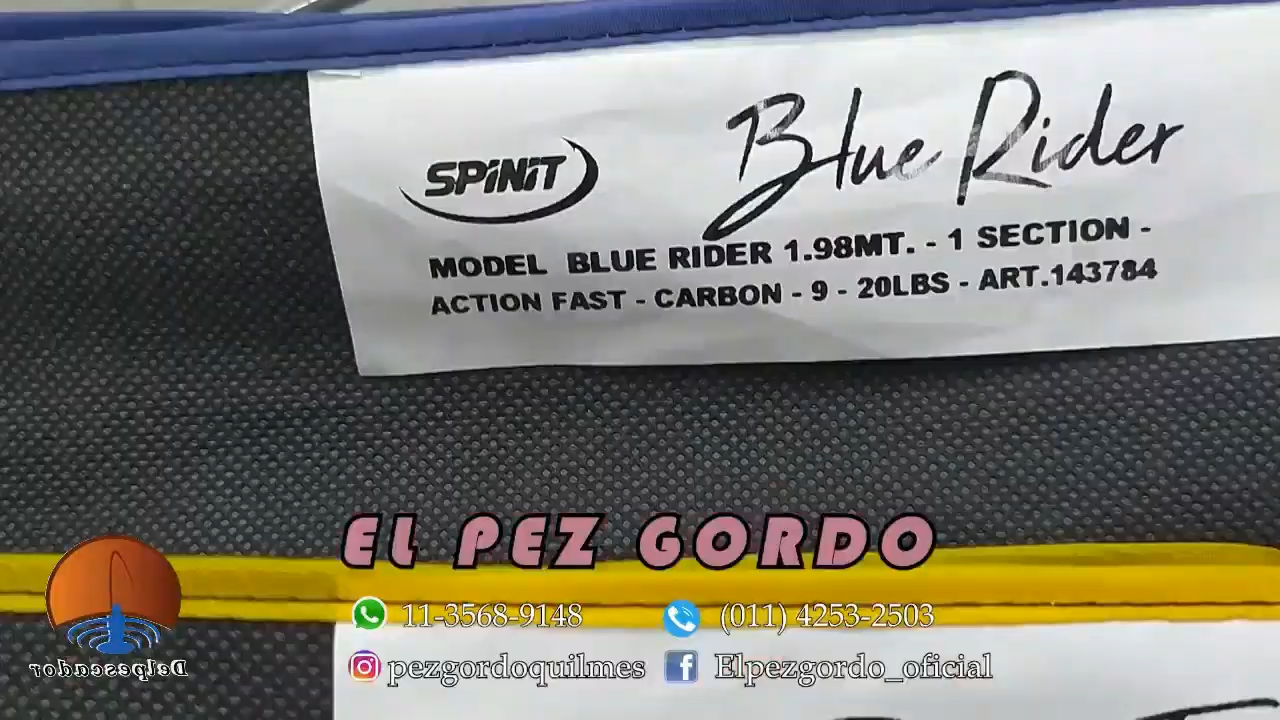 SPINIT
Blue Rider
MODEL BLUE RIDER 1.98MT. - 1 SECTION -
ACTION FAST - CARBON - 9 - 20LBS - ART.143784
EL PEZ GORDO
11-3568-9148
(011) 4253-2503
pezgordoquilmes
Elpezgordo_oficial
Delpescador